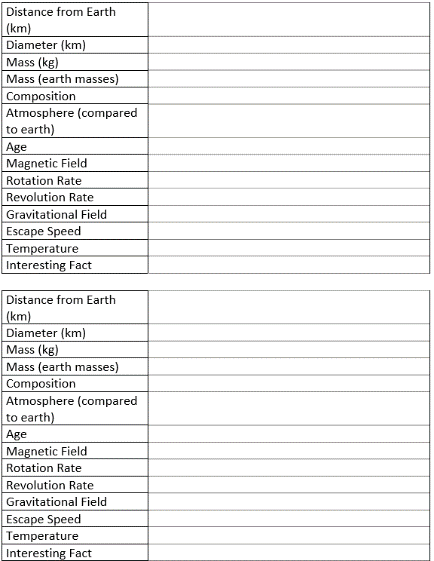 Distance from Earth
(km)
Diameter (km)
Mass (kg)
Mass (earth masses)
Composition
Atmosphere (compared
to earth)
Age
Magnetic Field
Rotation Rate
Revolution Rate
Gravitational Field
Escape Speed
Temperature
Interesting Fact
Distance from Earth
(km)
Diameter (km)
Mass (kg)
Mass (earth masses)
Composition
Atmosphere (compared
to earth)
Age
Magnetic Field
Rotation Rate
Revolution Rate
Gravitational Field
Escape Speed
Temperature
Interesting Fact